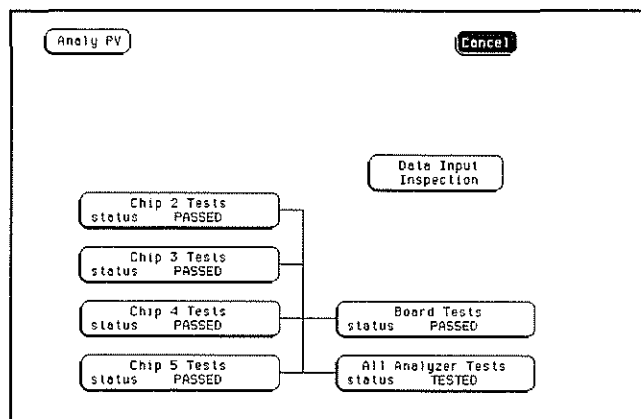 Analy PV
Cancel
Data Input
Inspection
Chip 2 Tests
status PASSED
Chip 3 Tests
status PASSED
Chip 4 Tests
status PASSED
Board Tests
status PASSED
Chip 5 Tests
status PASSED
All Analyzer Tests
status TESTED